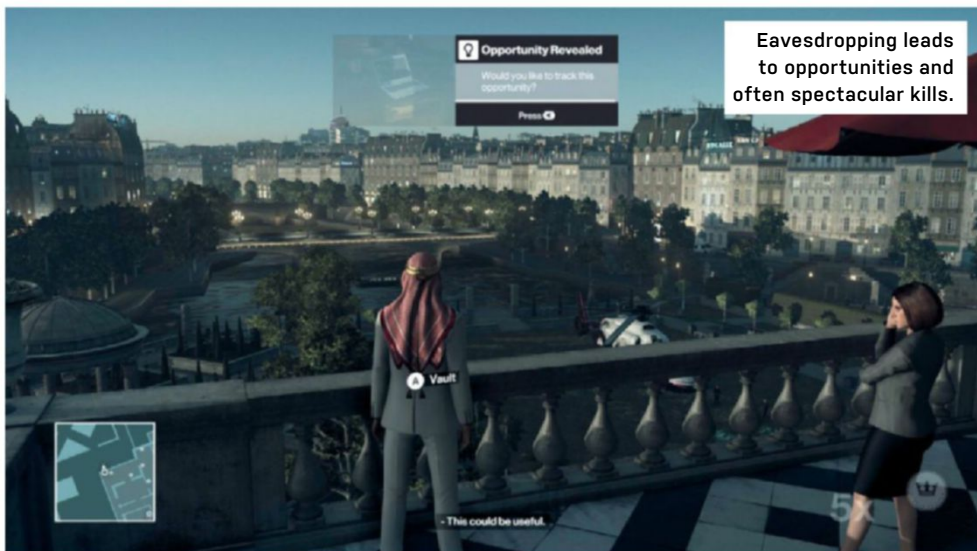 Opportunity Revealed
Would you like to track this
opportunity?
Press
Eavesdropping leads
to opportunities and
often spectacular kills.
A Vault
- This could be useful.
5X